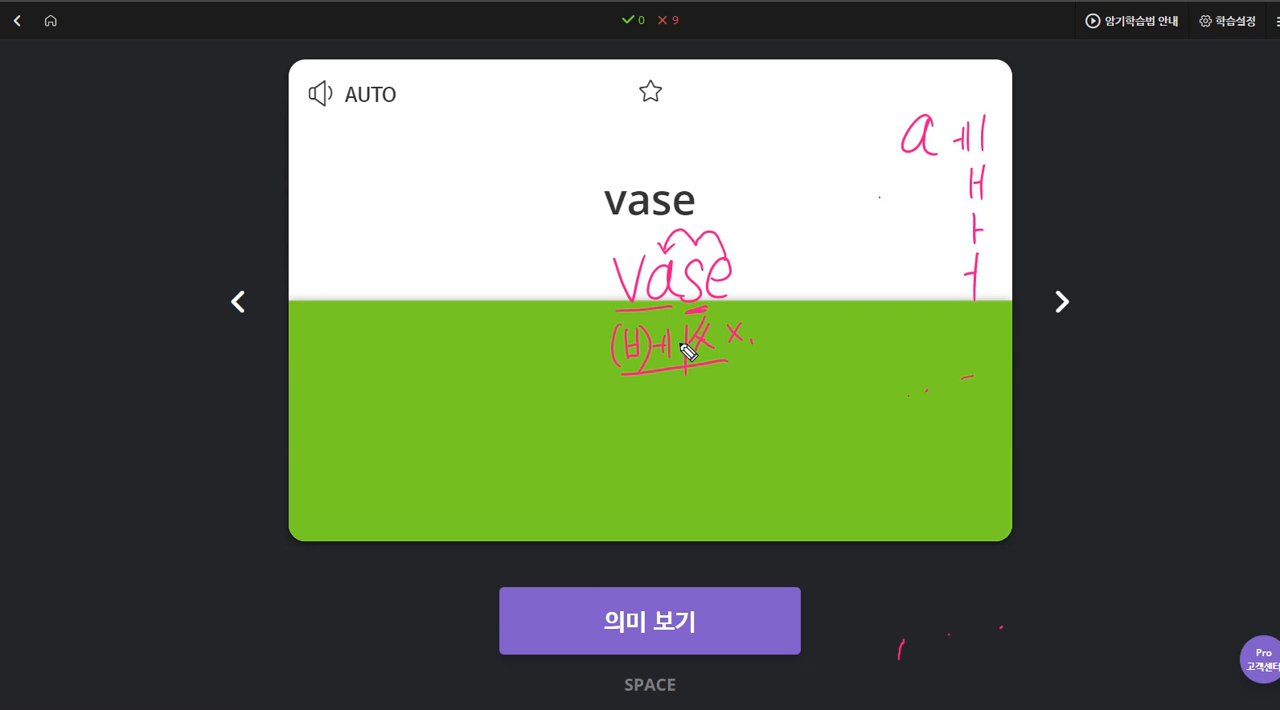 0 9 암기학습법 안내 학습설정
AUTO
vase
vase
a ㅔㅣ
ㅐ
ㅏ
ㅓ
(ㅂ)ㅔ
의미 보기
SPACE
Pro
고객센터